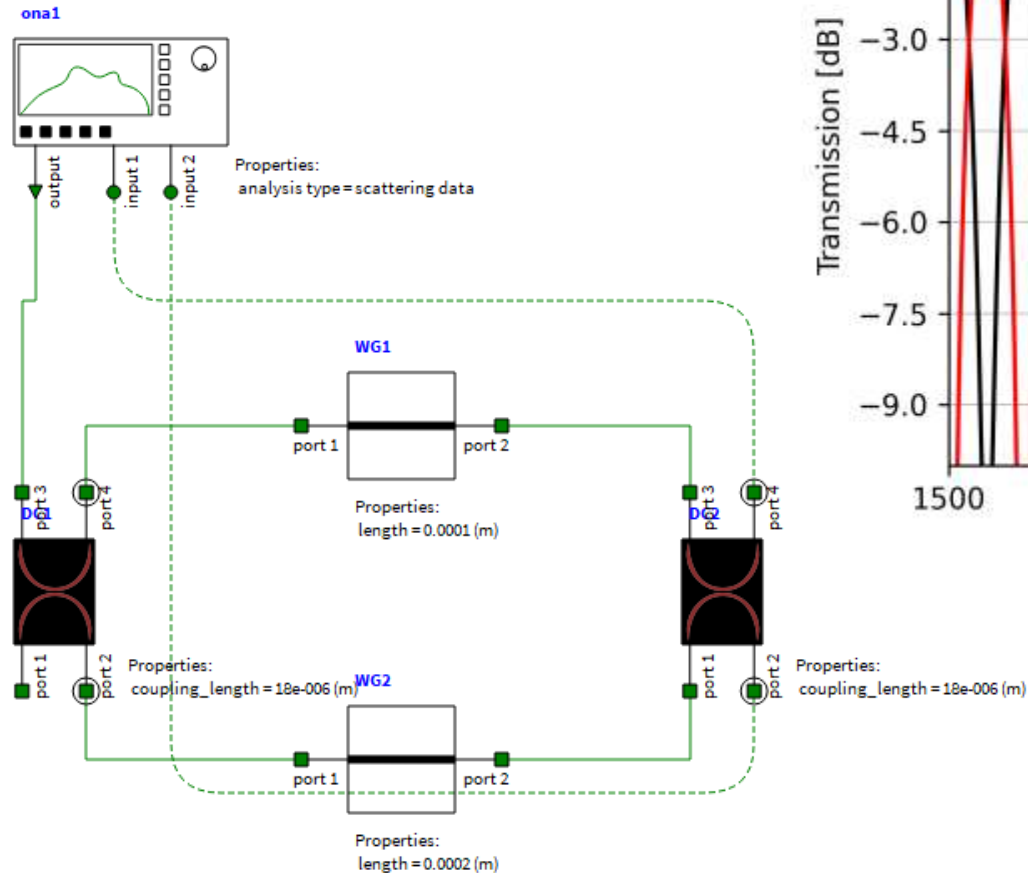 ona1
output
input 1
input 2
Properties:
analysis type=scattering data
Transmission [dB]
−3.0
−4.5
−6.0
−7.5
−9.0
1500
WG1
port 1
port 2
Properties:
length=0.0001 (m)
port 3
port 4
DC1
port 1
port 2
Properties:
coupling_length=18e-006 (m)
port 3
port 4
DC2
port 1
port 2
Properties:
coupling_length=18e-006 (m)
WG2
port 1
port 2
Properties:
length=0.0002 (m)